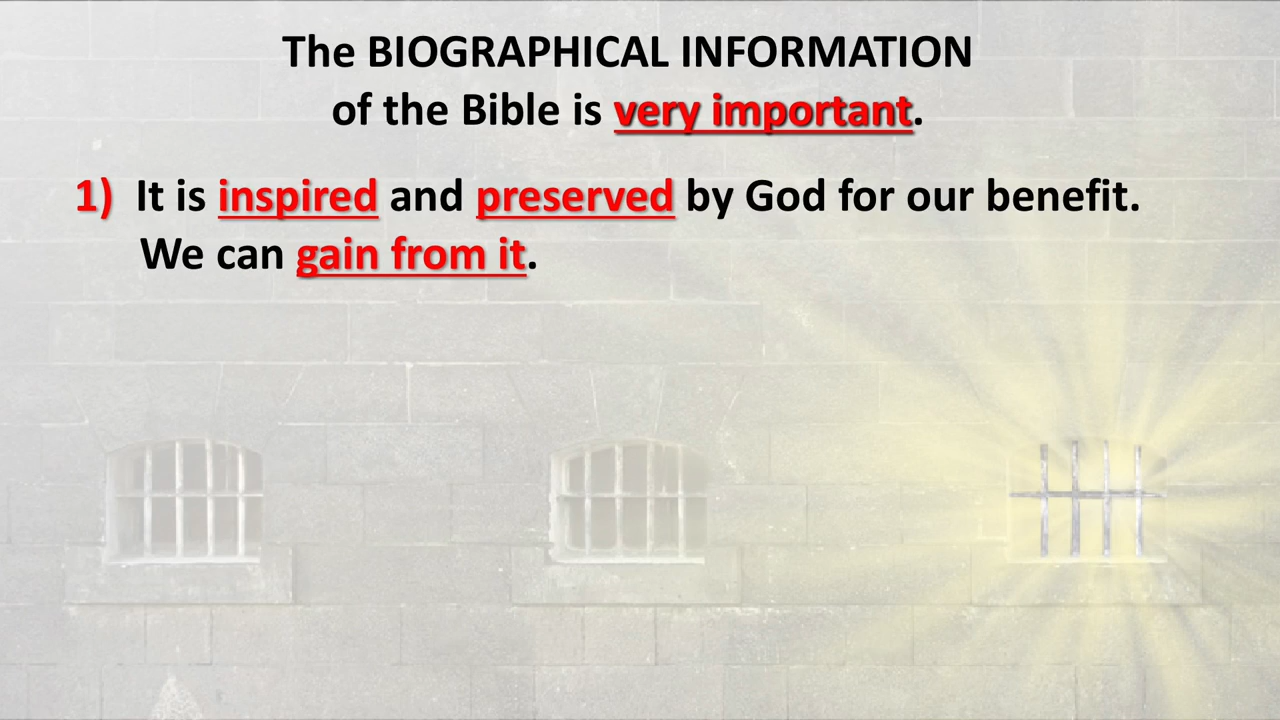 The BIOGRAPHICAL INFORMATION
of the Bible is very important.
1) It is inspired and preserved by God for our benefit.
We can gain from it.